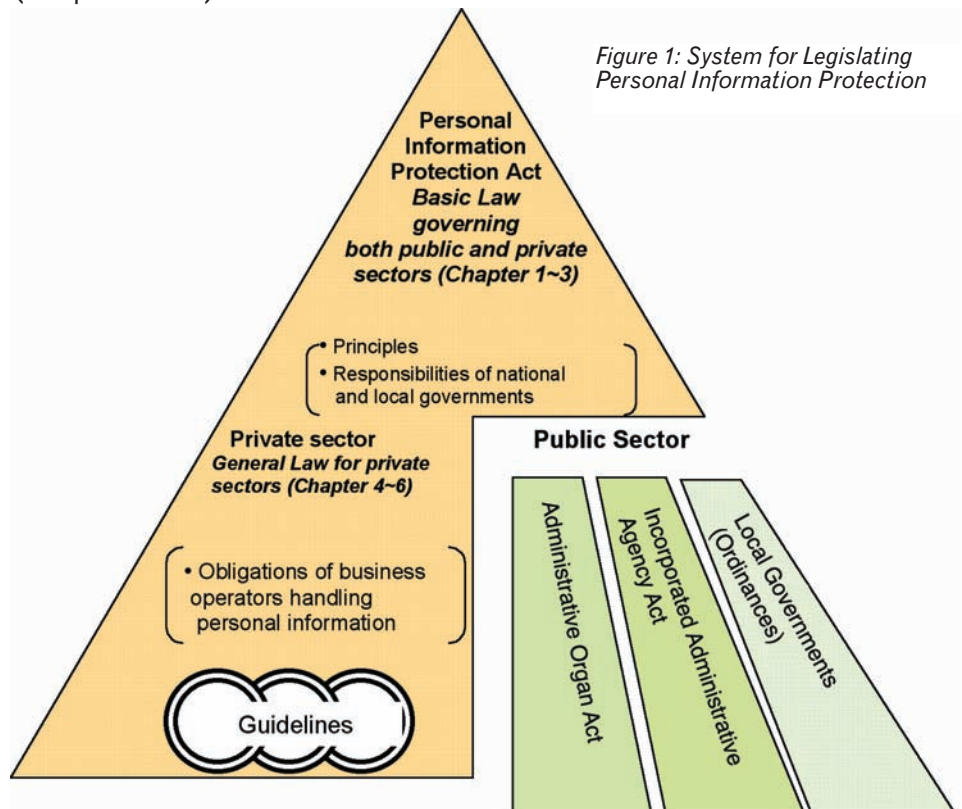 Figure 1: System for Legislating
Personal Information Protection
Personal
Information
Protection Act
Basic Law
governing
both public and private
sectors (Chapter 1~3)
• Principles
• Responsibilities of national
and local governments
Private sector
General Law for private
sectors (Chapter 4~6)
• Obligations of business
operators handling
personal information
Guidelines
Public Sector
Administrative Organ Act
Incorporated Administrative
Agency Act
Local Governments
(Ordinances)